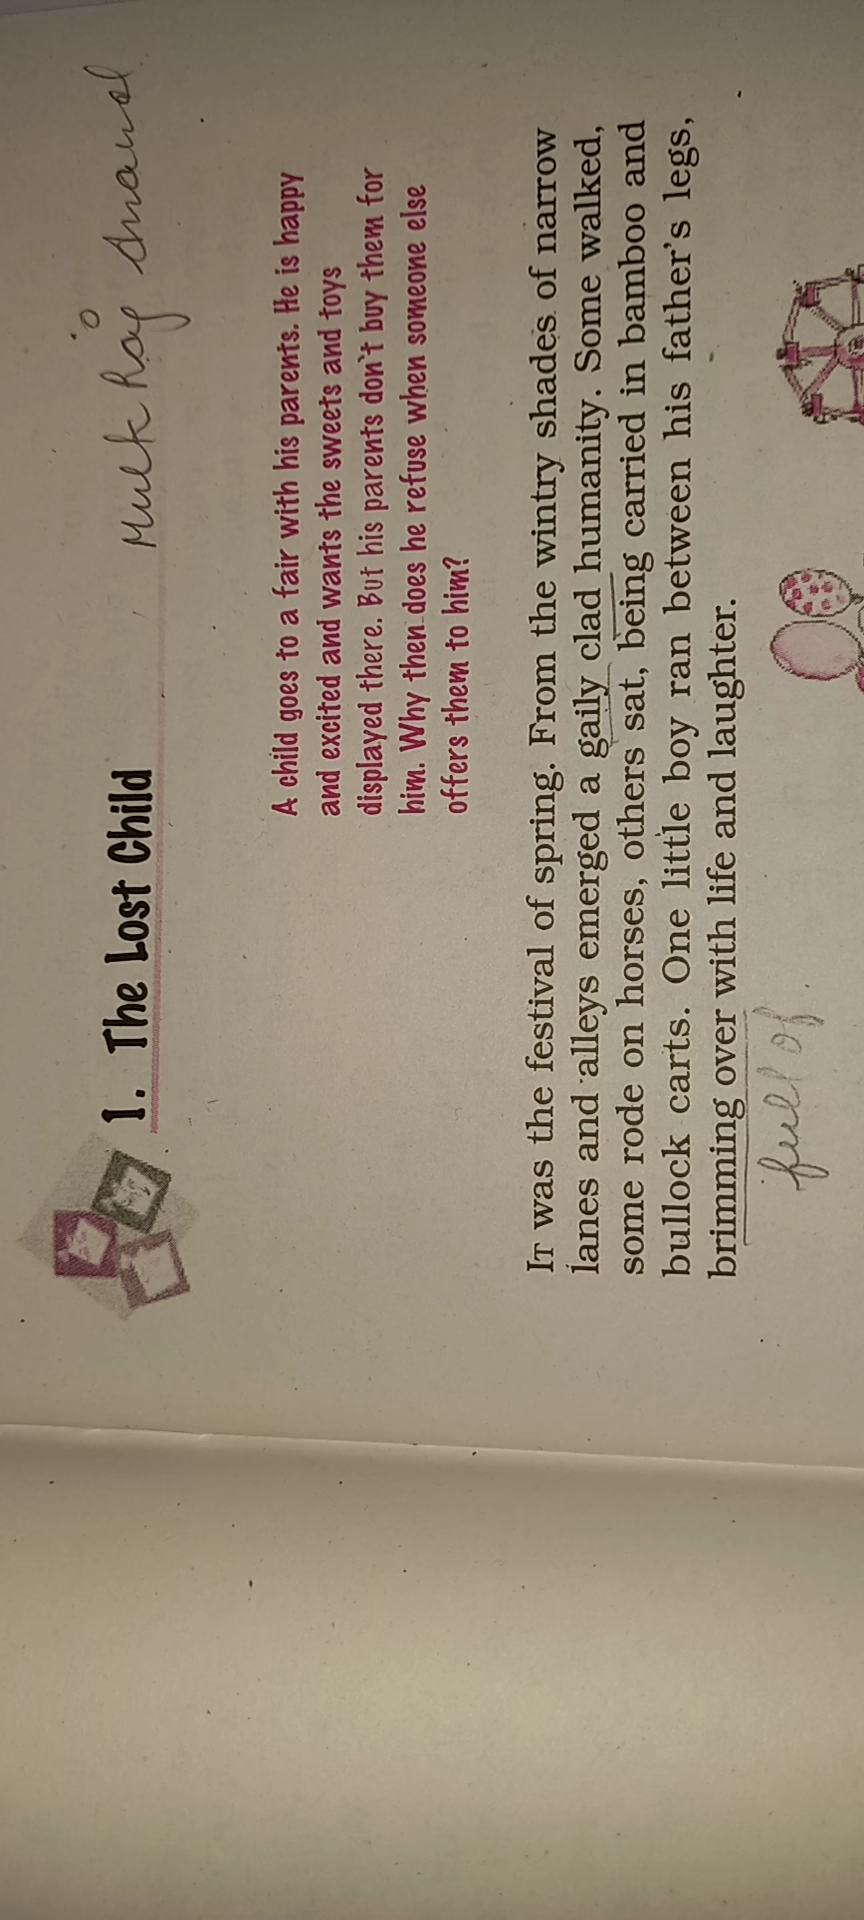 1. The Lost Child
Mulk Raj Anand
A child goes to a fair with his parents. He is happy
and excited and wants the sweets and toys
displayed there. But his parents don't buy them for
him. Why then does he refuse when someone else
offers them to him?
IT was the festival of spring. From the wintry shades of narrow
lanes and alleys emerged a gaily clad humanity. Some walked,
some rode on horses, others sat, being carried in bamboo and
bullock carts. One little boy ran between his father's legs,
brimming over with life and laughter.
full of.